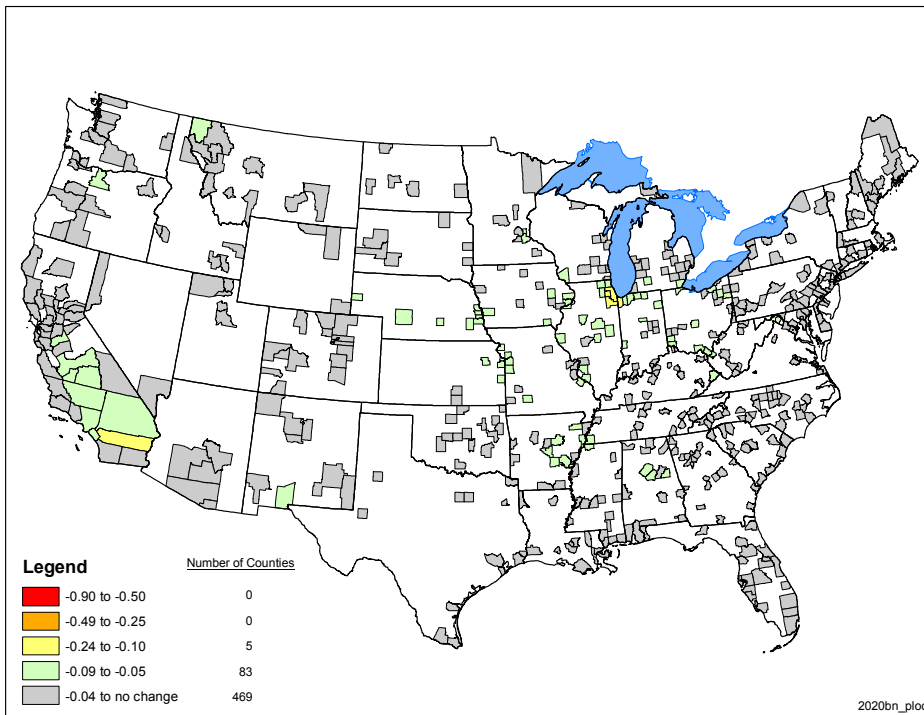 Legend
Number of Counties
-0.90 to -0.50 0
-0.49 to -0.25 0
-0.24 to -0.10 5
-0.09 to -0.05 83
-0.04 to no change 469